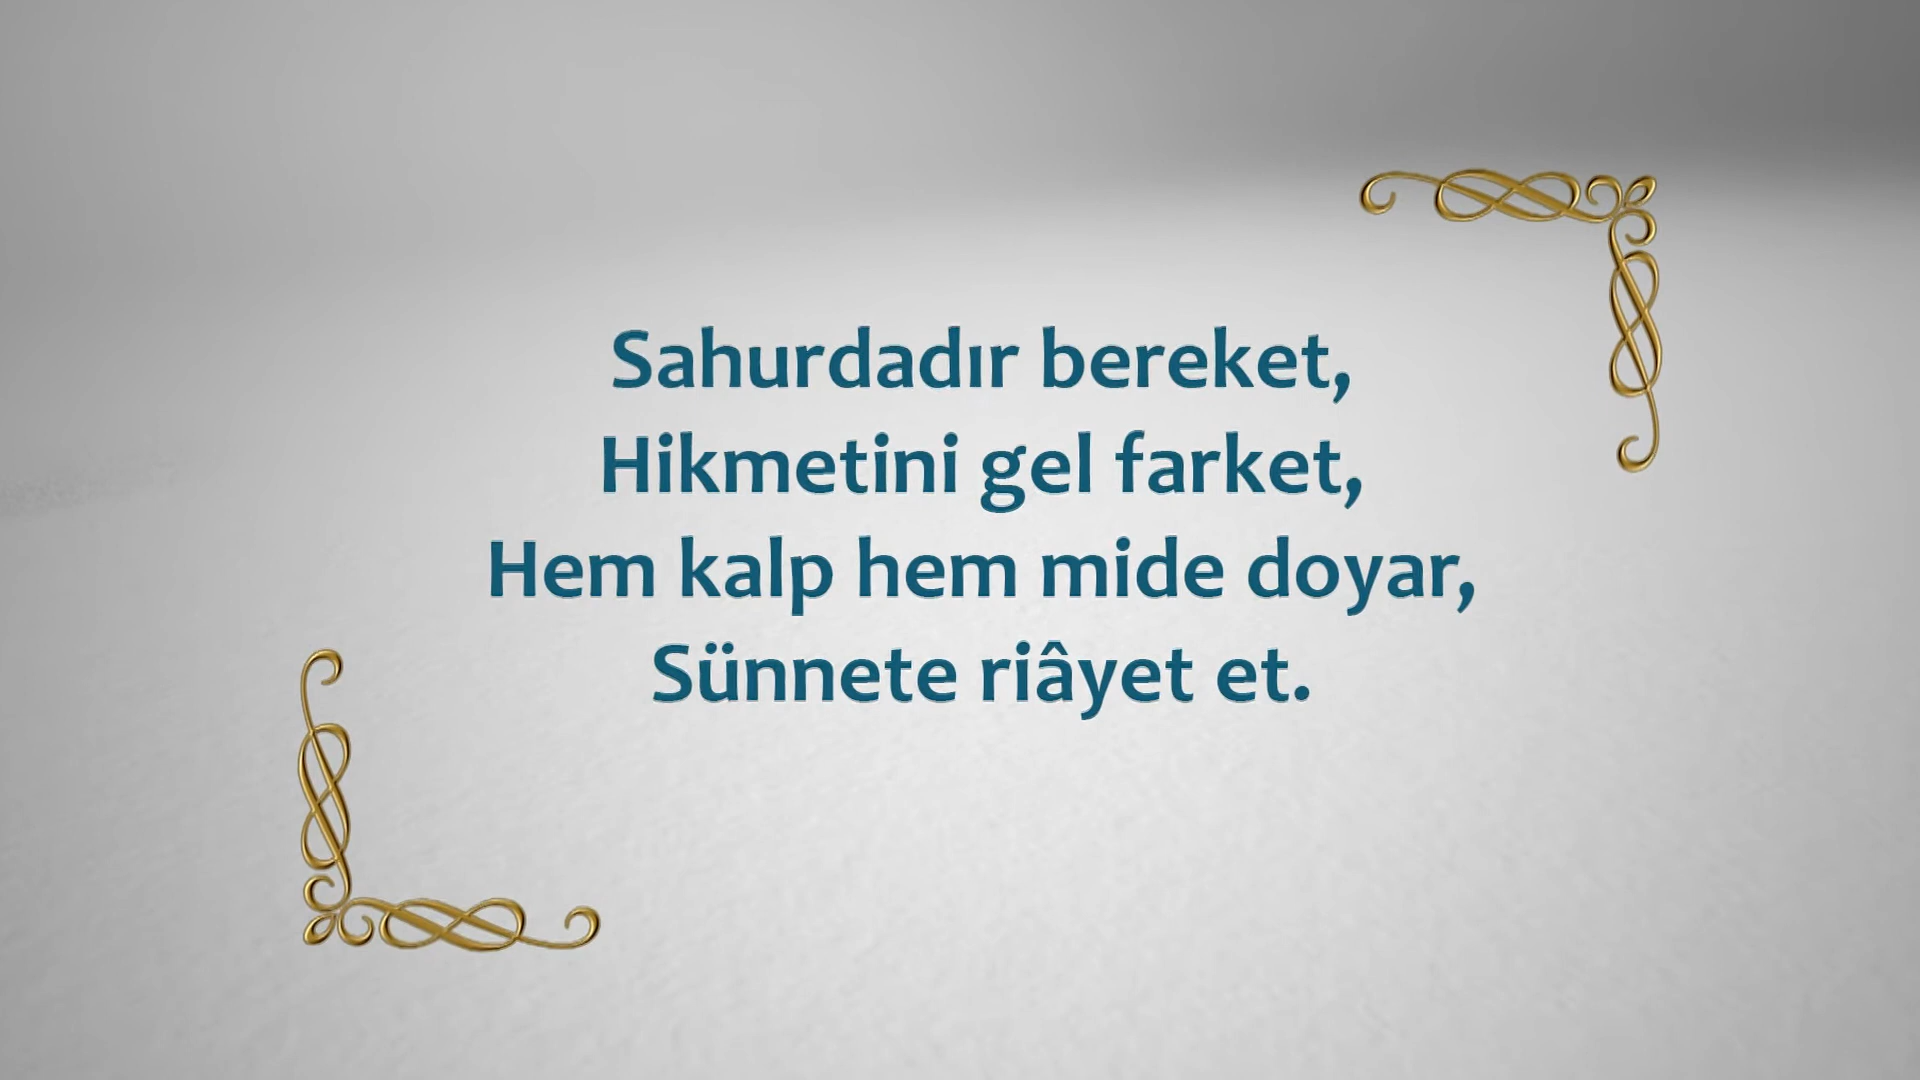 Sahurdadır bereket,
Hikmetini gel farket,
Hem kalp hem mide doyar,
Sünnete riâyet et.